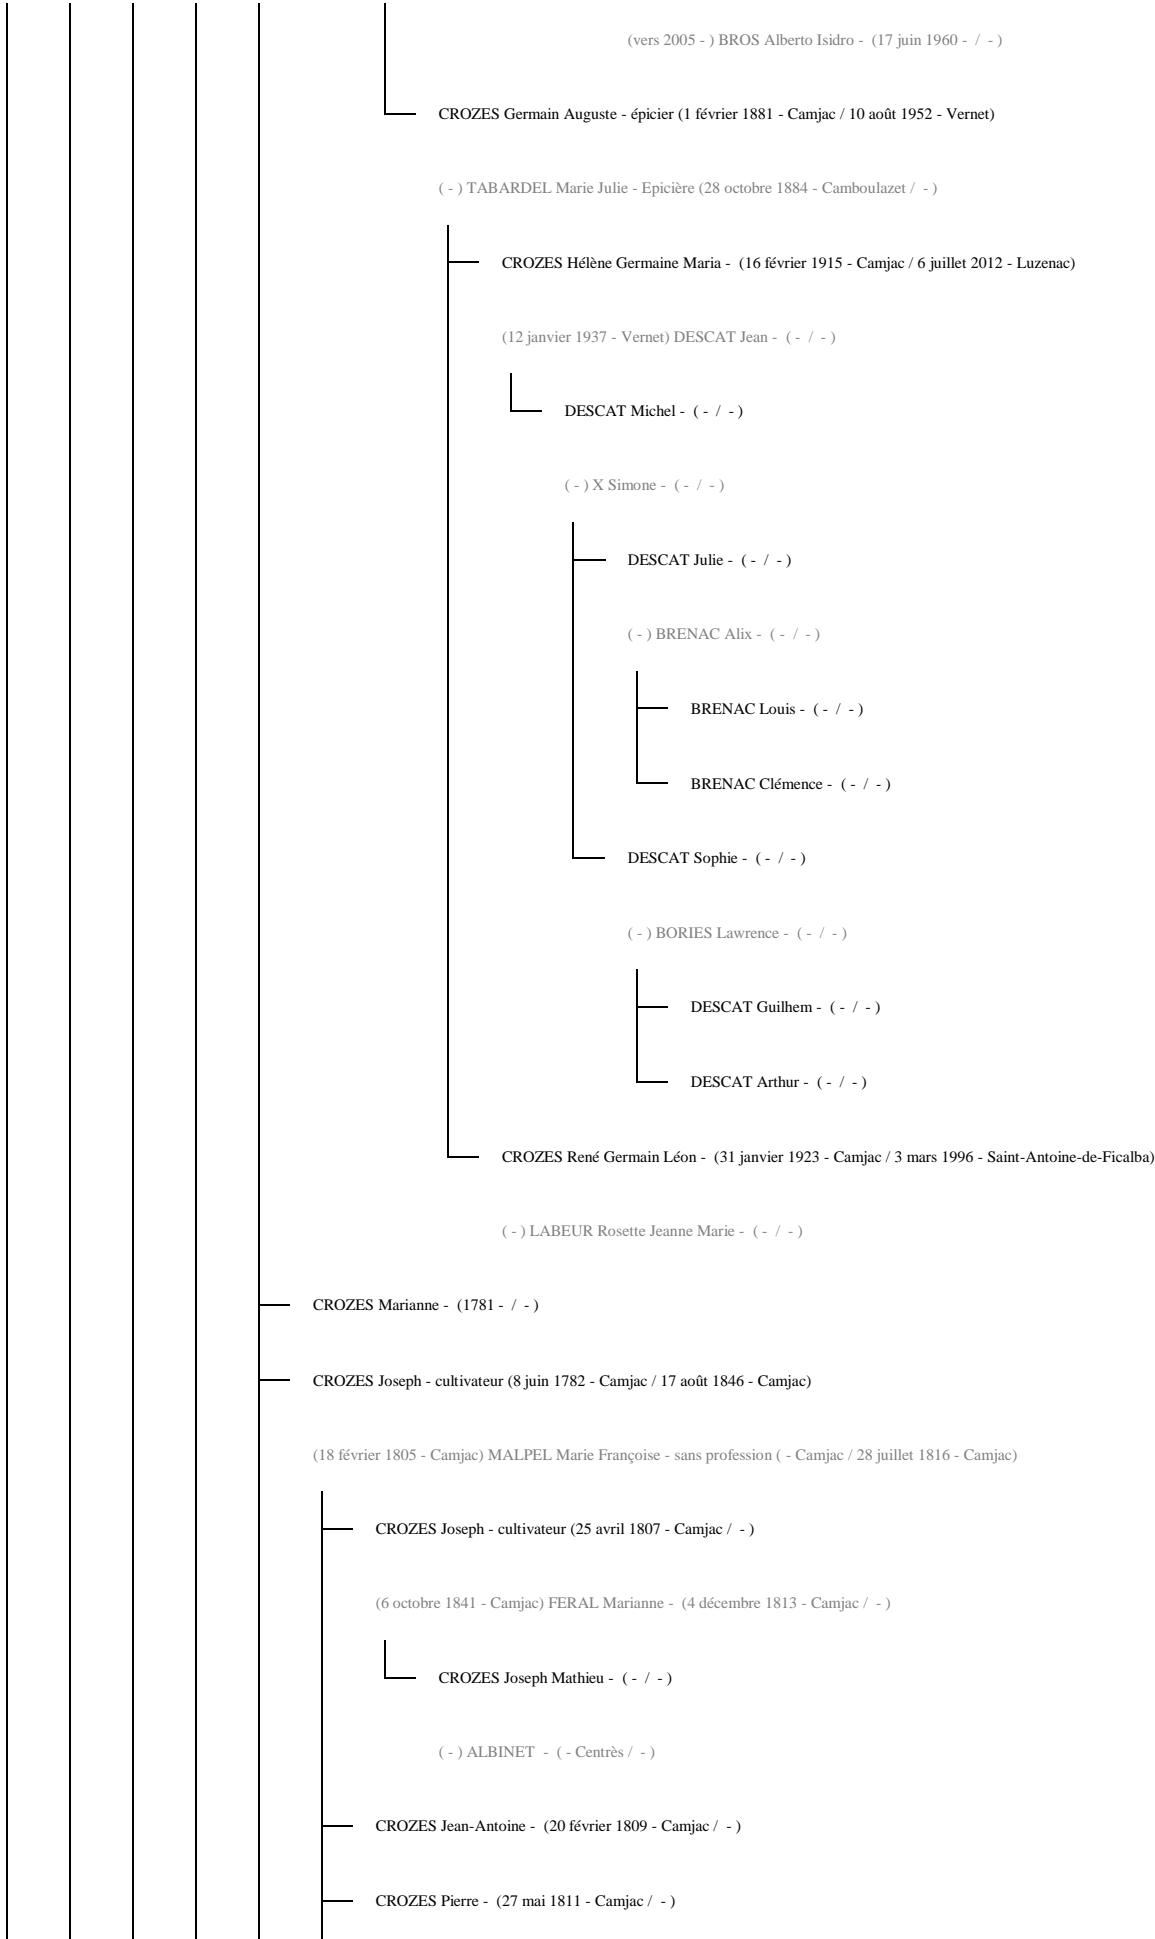 (vers 2005 - ) BROS Alberto Isidro - (17 juin 1960 - / - )
CROZES Germain Auguste - épicier (1 février 1881 - Camjac / 10 août 1952 - Vernet)
( - ) TABARDEL Marie Julie - Epicière (28 octobre 1884 - Camboulazet / - )
CROZES Hélène Germaine Maria - (16 février 1915 - Camjac / 6 juillet 2012 - Luzenac)
(12 janvier 1937 - Vernet) DESCAT Jean - ( - / - )
DESCAT Michel - ( - / - )
( - ) X Simone - ( - / - )
DESCAT Julie - ( - / - )
( - ) BRENAC Alix - ( - / - )
BRENAC Louis - ( - / - )
BRENAC Clémence - ( - / - )
DESCAT Sophie - ( - / - )
( - ) BORIES Lawrence - ( - / - )
DESCAT Guilhem - ( - / - )
DESCAT Arthur - ( - / - )
CROZES René Germain Léon - (31 janvier 1923 - Camjac / 3 mars 1996 - Saint-Antoine-de-Ficalba)
( - ) LABEUR Rosette Jeanne Marie - ( - / - )
CROZES Marianne - (1781 - / - )
CROZES Joseph - cultivateur (8 juin 1782 - Camjac / 17 août 1846 - Camjac)
(18 février 1805 - Camjac) MALPEL Marie Françoise - sans profession ( - Camjac / 28 juillet 1816 - Camjac)
CROZES Joseph - cultivateur (25 avril 1807 - Camjac / - )
(6 octobre 1841 - Camjac) FERAL Marianne - (4 décembre 1813 - Camjac / - )
CROZES Joseph Mathieu - ( - / - )
( - ) ALBINET - ( - Centrès / - )
CROZES Jean-Antoine - (20 février 1809 - Camjac / - )
CROZES Pierre - (27 mai 1811 - Camjac / - )